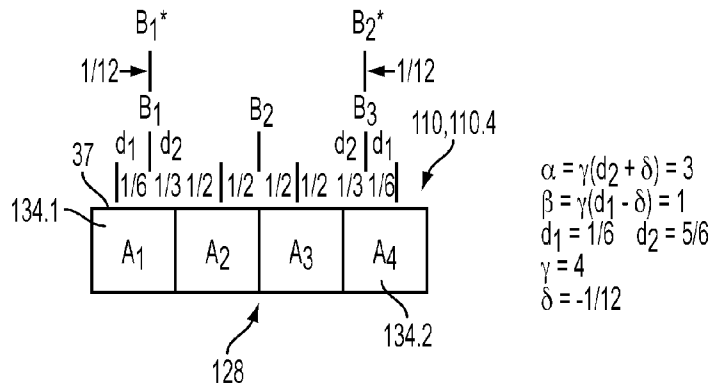 B1* B2*
1/12 1/12
B1 B2 B3
d1 d2 d2 d1 110,110.4
37 1/6 1/3 1/2 1/2 1/2 1/2 1/3 1/6
134.1
A1 A2 A3 A4
134.2
128
α = γ(d2 + δ) = 3
β = γ(d1 - δ) = 1
d1 = 1/6 d2 = 5/6
γ = 4
δ = -1/12